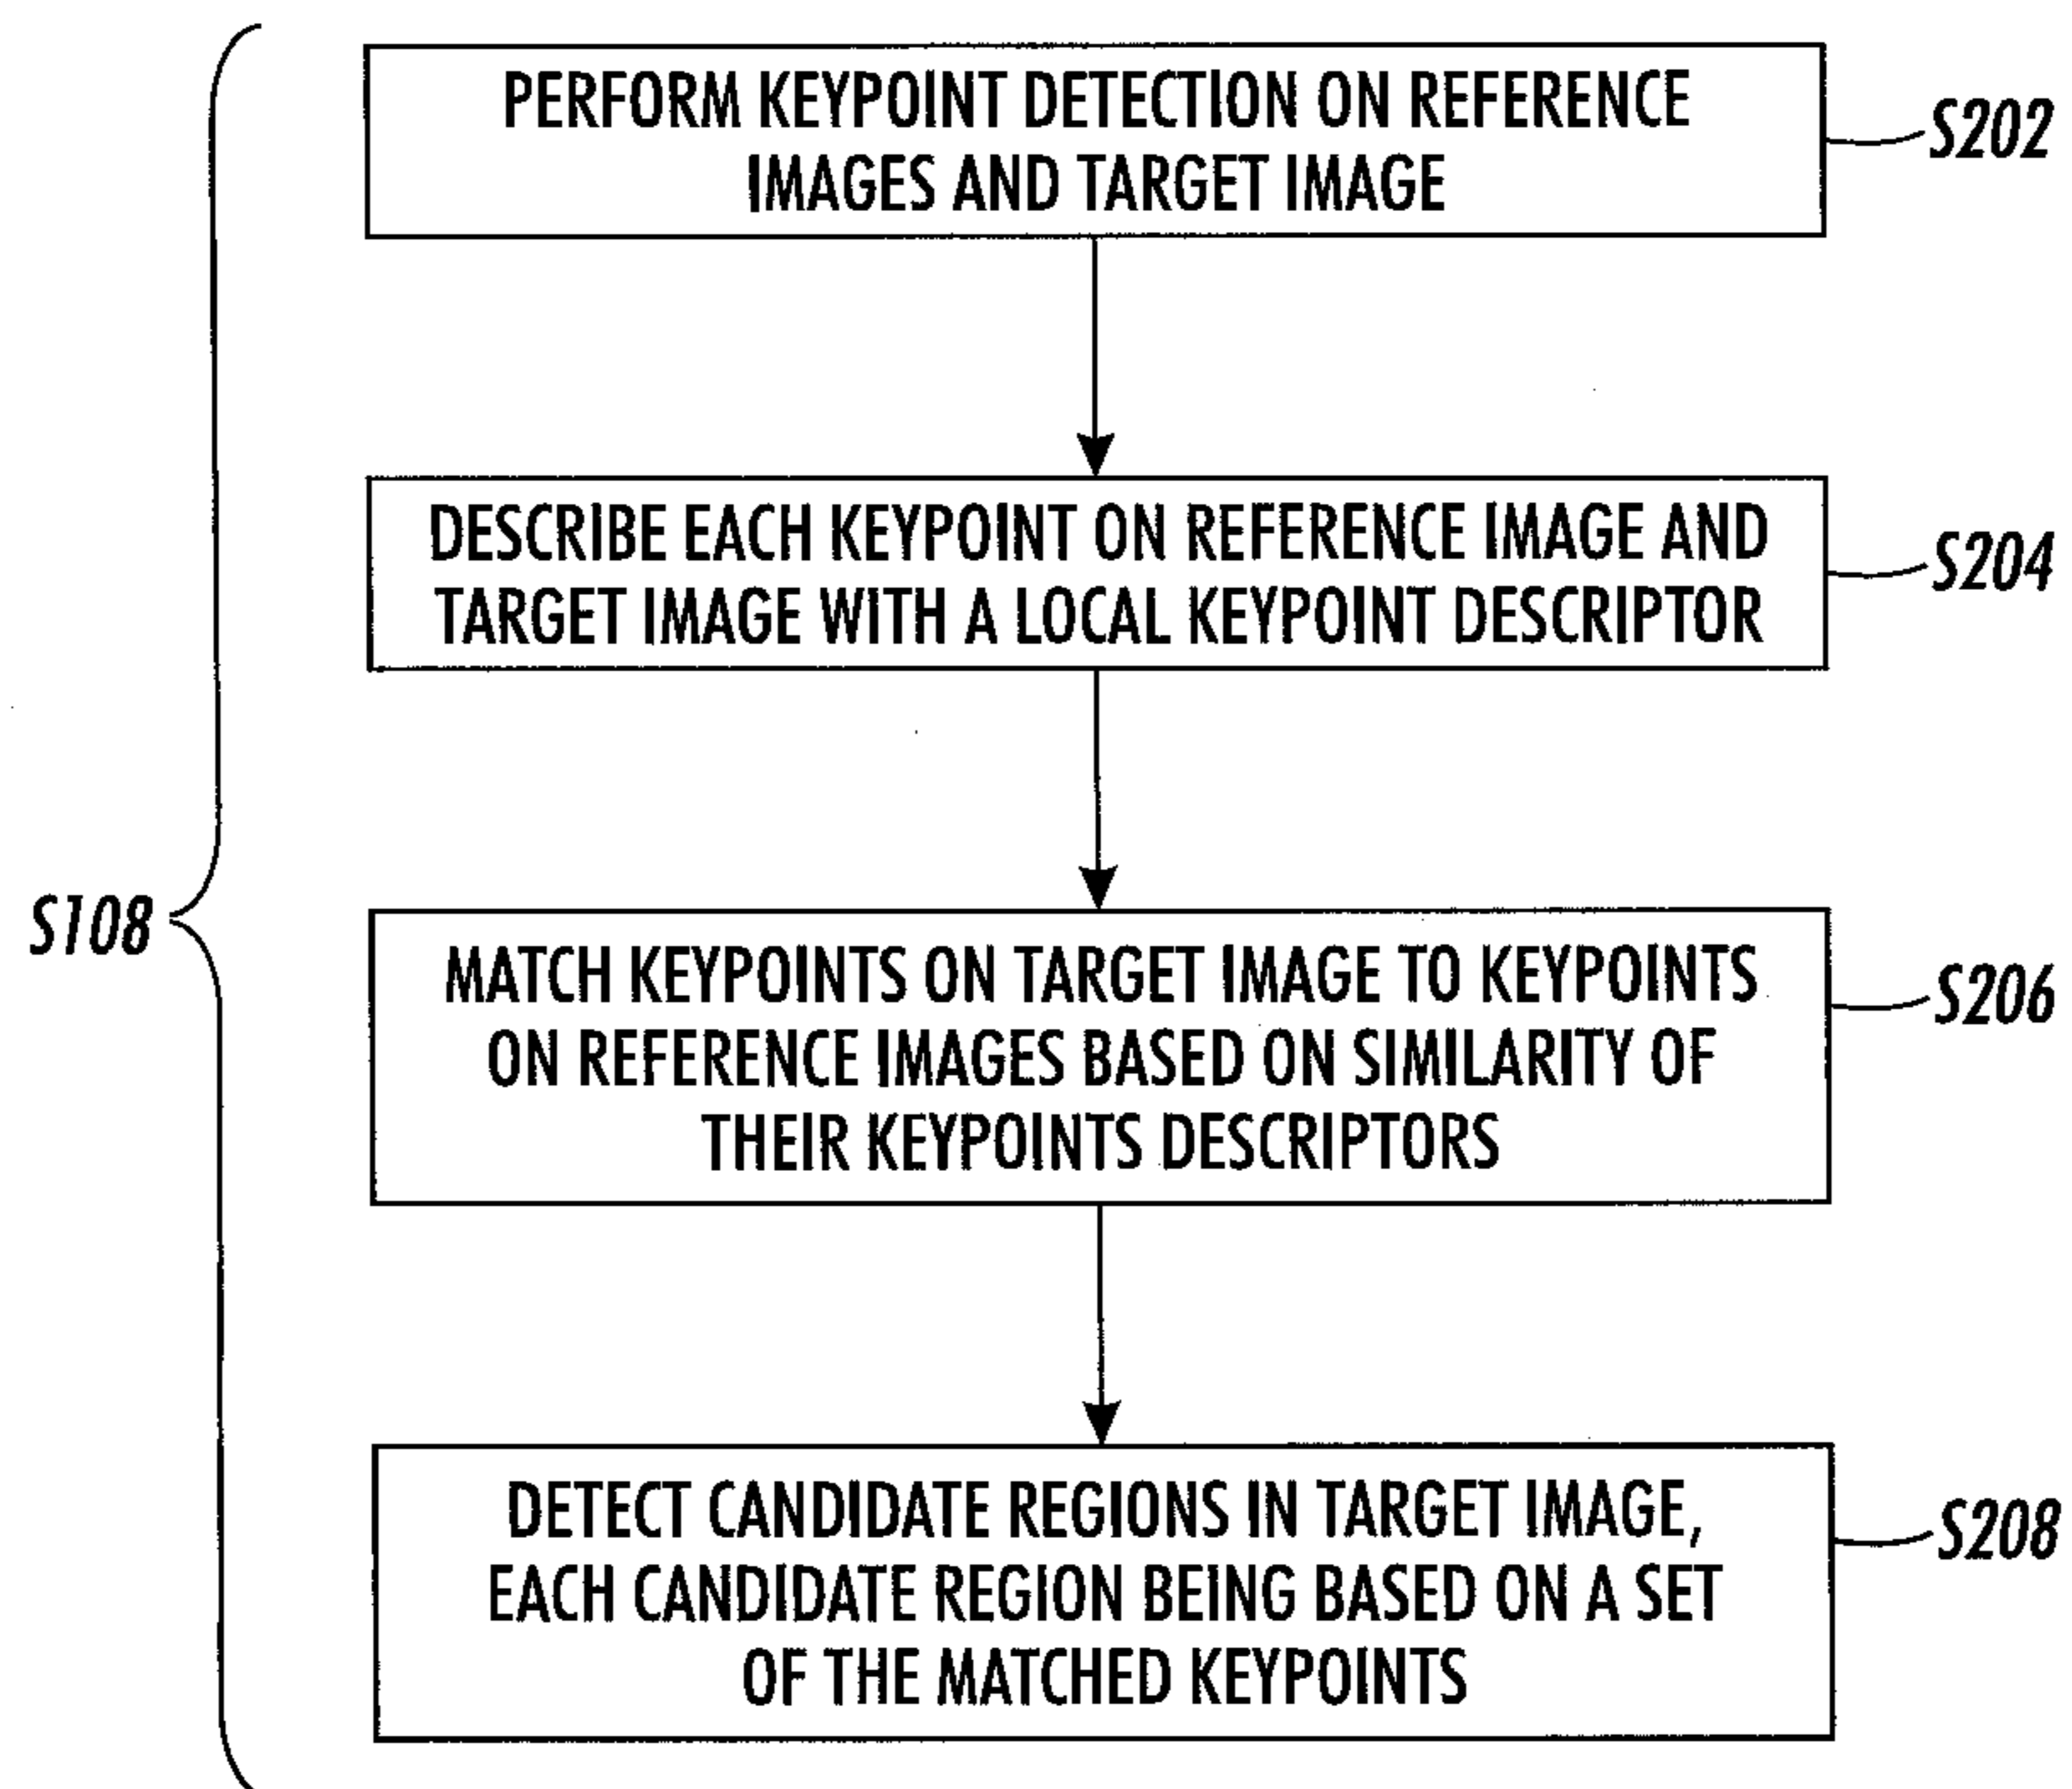 PERFORM KEYPOINT DETECTION ON REFERENCE
IMAGES AND TARGET IMAGE
S202
DESCRIBE EACH KEYPOINT ON REFERENCE IMAGE AND
TARGET IMAGE WITH A LOCAL KEYPOINT DESCRIPTOR
S204
S108
MATCH KEYPOINTS ON TARGET IMAGE TO KEYPOINTS
ON REFERENCE IMAGES BASED ON SIMILARITY OF
THEIR KEYPOINTS DESCRIPTORS
S206
DETECT CANDIDATE REGIONS IN TARGET IMAGE,
EACH CANDIDATE REGION BEING BASED ON A SET
OF THE MATCHED KEYPOINTS
S208